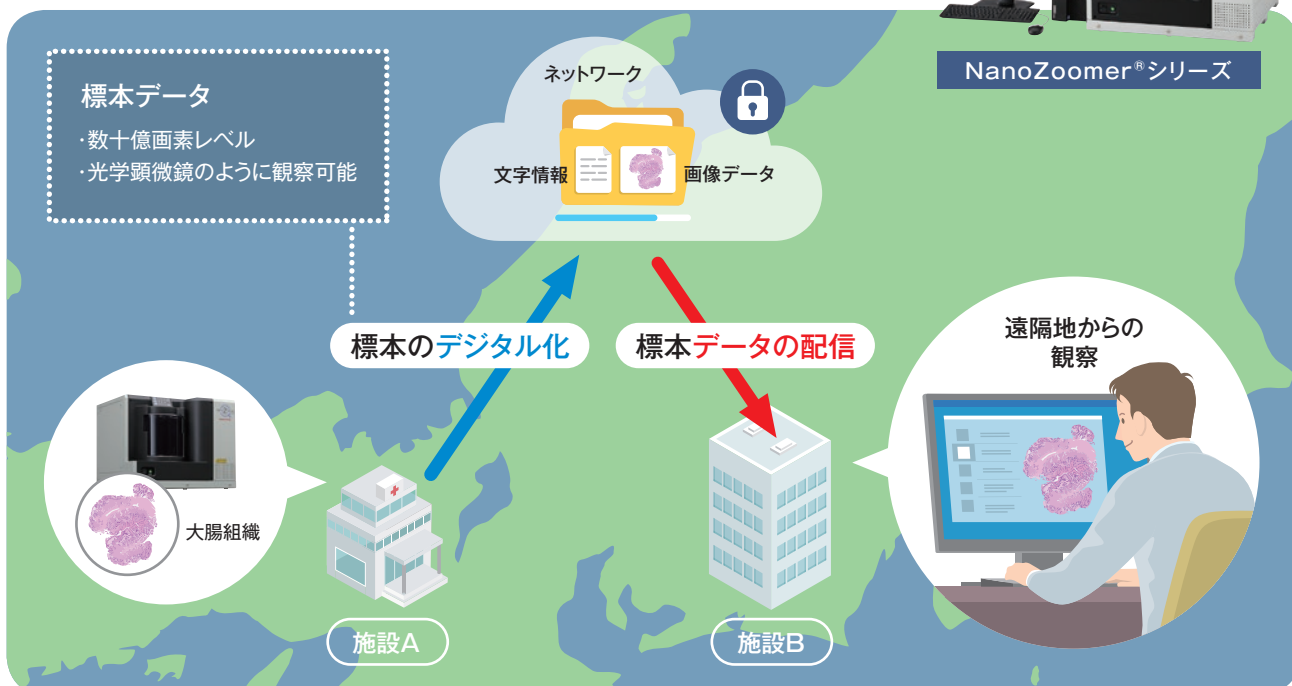 NanoZoomer®シリーズ
標本データ
・数十億画素レベル
・光学顕微鏡のように観察可能
ネットワーク
文字情報
画像データ
標本のデジタル化
標本データの配信
遠隔地からの
観察
大腸組織
施設A
施設B